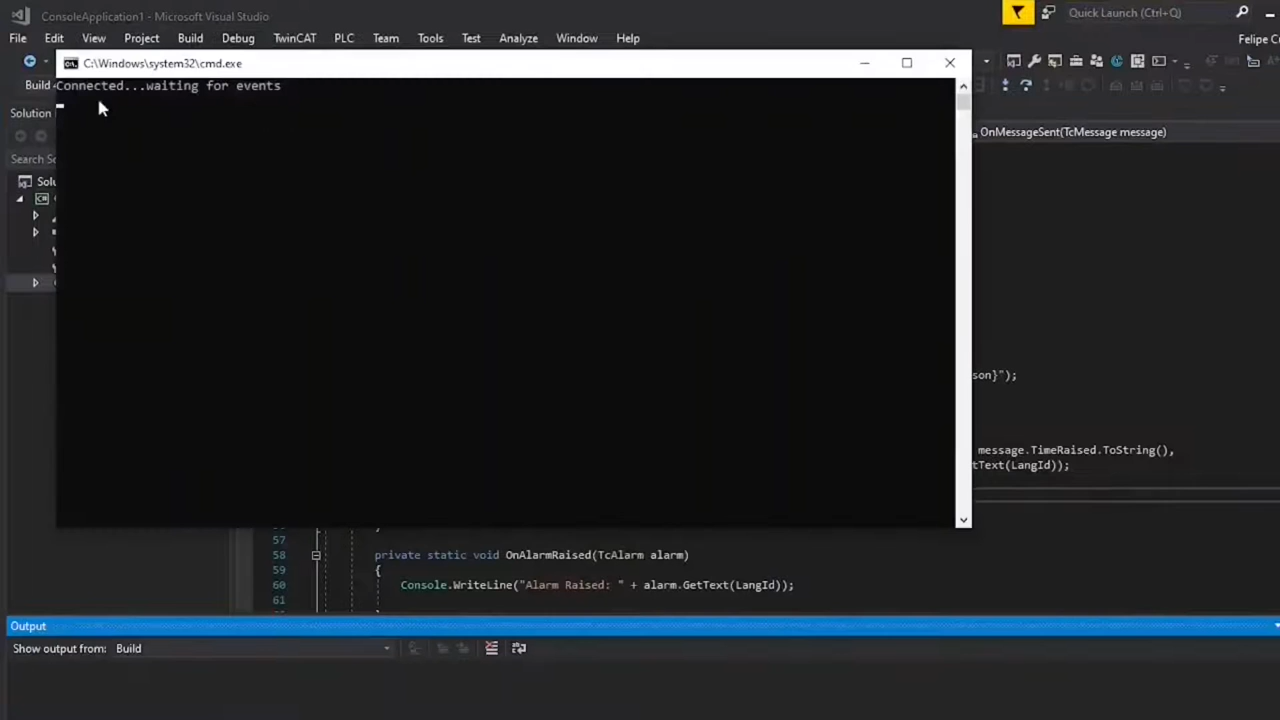 ConsoleApplication1 - Microsoft Visual Studio
Quick Launch (Ctrl+Q)
File Edit View Project Build Debug TwinCAT PLC Team Tools Test Analyze Window Help
Felipe
C:\Windows\system32\cmd.exe
Build
Connected...waiting for events
Solution
OnMessageSent(TcMessage message)
Search
message.TimeRaised.ToString(),
(LangId));
57
58 private static void OnAlarmRaised(TcAlarm alarm)
59 {
60 Console.WriteLine("Alarm Raised: " + alarm.GetText(LangId));
61
Output
Show output from: Build